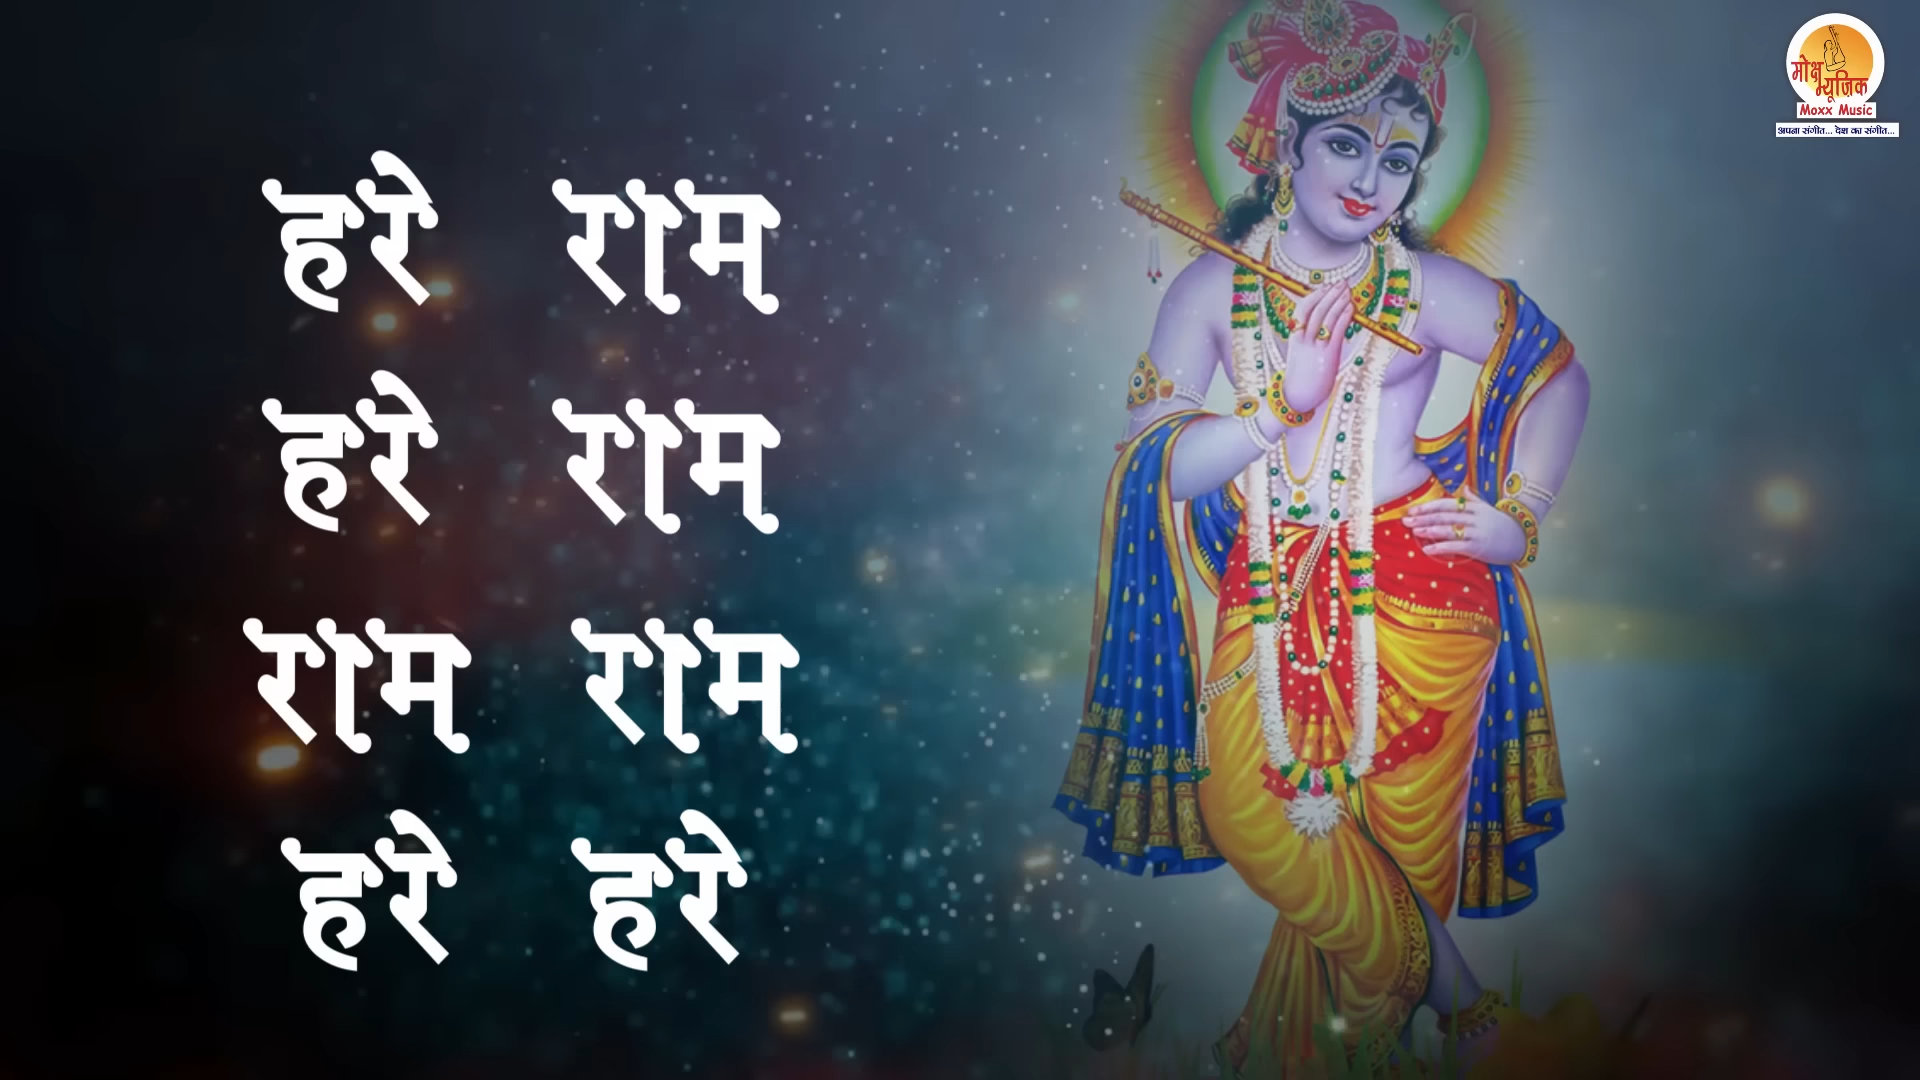 हरे राम
हरे राम
राम राम
हरे हरे
मोक्ष
म्यूज़िक
Moxx Music
अपना संगीत... देश का संगीत...